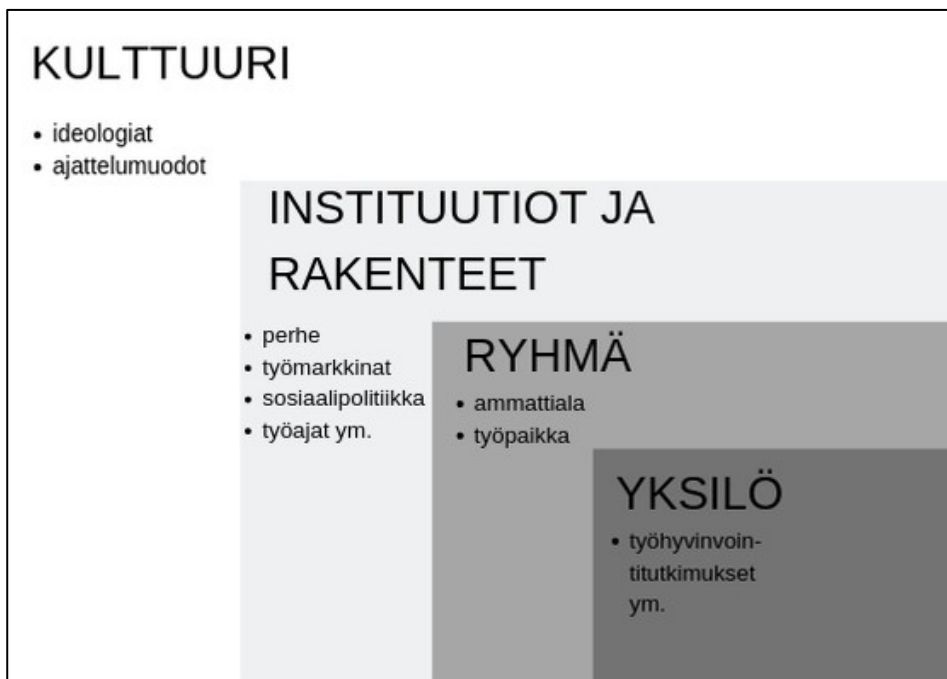 KULTTUURI
• ideologiat
• ajattelumuodot
INSTITUUTIOT JA
RAKENTEET
• perhe
• työmarkkinat
• sosiaalipolitiikka
• työajat ym.
RYHMÄ
• ammattiala
• työpaikka
YKSILÖ
• työhyvinvoin-
titutkimukset
ym.